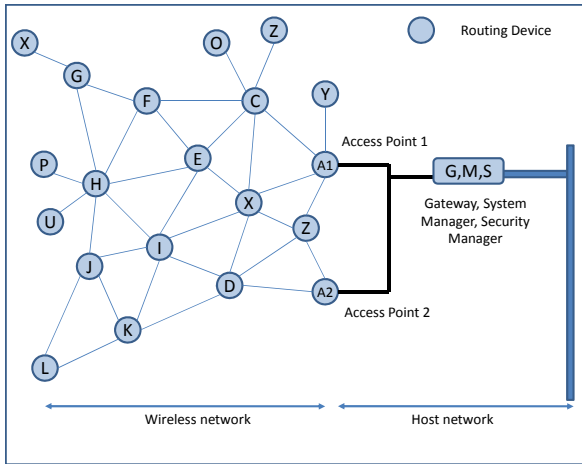 O
Z
Routing Device
X
G
Y
F
C
Access Point 1
E
A1
P
H
G,M,S
X
Gateway, System
Manager, Security
Manager
U
Z
I
J
D
A2
Access Point 2
K
L
Wireless network
Host network